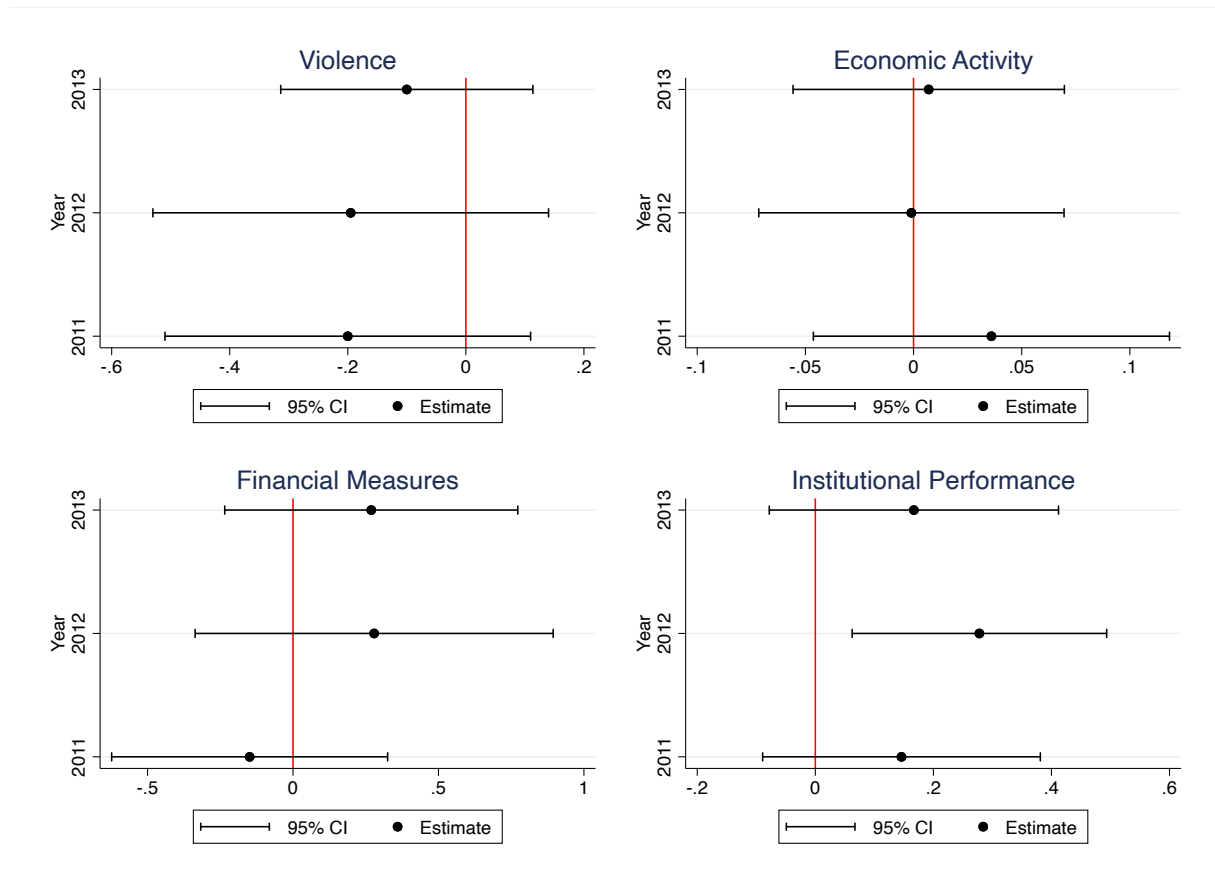 Violence
Year
2013
2012
2011
-.6 -.4 -.2 0 .2
95% CI Estimate
Economic Activity
Year
2013
2012
2011
-.1 -.05 0 .05 .1
95% CI Estimate
Financial Measures
Year
2013
2012
2011
-.5 0 .5 1
95% CI Estimate
Institutional Performance
Year
2013
2012
2011
-.2 0 .2 .4 .6
95% CI Estimate